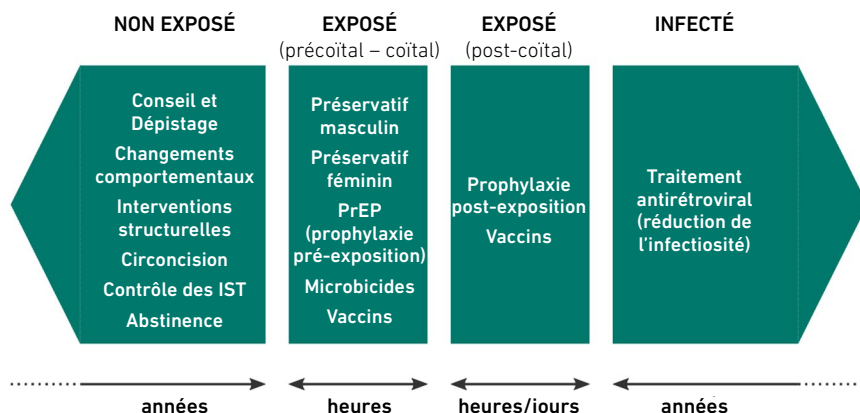 NON EXPOSÉ
EXPOSÉ
(précoïtal – coïtal)
EXPOSÉ
(post-coïtal)
INFECTÉ
Conseil et
Dépistage
Changements
comportementaux
Interventions
structurelles
Circoncision
Contrôle des IST
Abstinence
Préservatif
masculin
Préservatif
féminin
PrEP
(prophylaxie
pré-exposition)
Microbicides
Vaccins
Prophylaxie
post-exposition
Vaccins
Traitement
antirétroviral
(réduction de
l'infectiosité)
années
heures
heures/jours
années